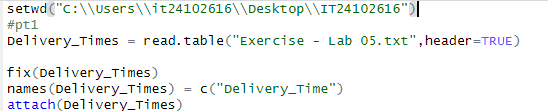 setwd("C:\\Users\\it24102616\\Desktop\\IT24102616")
#pt1
Delivery_Times = read.table("Exercise - Lab 05.txt",header=TRUE)
fix(Delivery_Times)
names(Delivery_Times) = c("Delivery_Time")
attach(Delivery_Times)